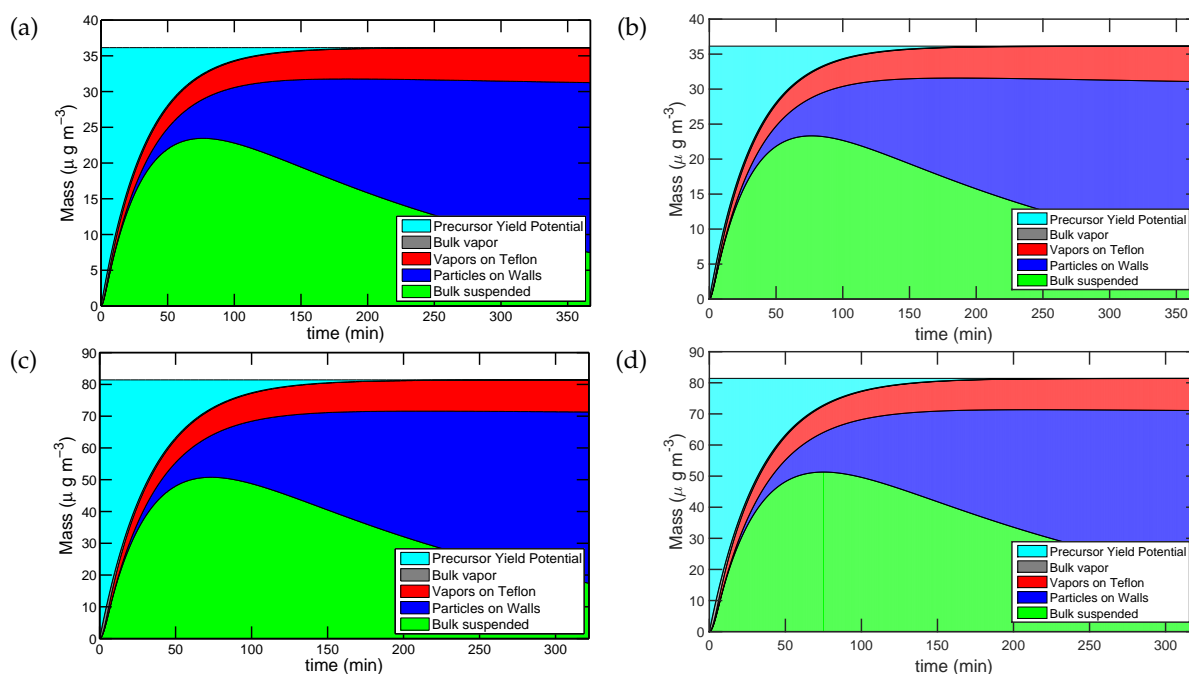 (a)
40
35
30
25
20
15
10
5
0
Mass (μ g m−3)
0 50 100 150 200 250 300 350
time (min)
Precursor Yield Potential
Bulk vapor
Vapors on Teflon
Particles on Walls
Bulk suspended
(b)
40
35
30
25
20
15
10
5
0
Mass (μ g m-3)
0 50 100 150 200 250 300 350
time (min)
Precursor Yield Potential
Bulk vapor
Vapors on Teflon
Particles on Walls
Bulk suspended
(c)
90
80
70
60
50
40
30
20
10
0
Mass (μ g m−3)
0 50 100 150 200 250 300
time (min)
Precursor Yield Potential
Bulk vapor
Vapors on Teflon
Particles on Walls
Bulk suspended
(d)
90
80
70
60
50
40
30
20
10
0
Mass (μ g m-3)
0 50 100 150 200 250 300
time (min)
Precursor Yield Potential
Bulk vapor
Vapors on Teflon
Particles on Walls
Bulk suspended